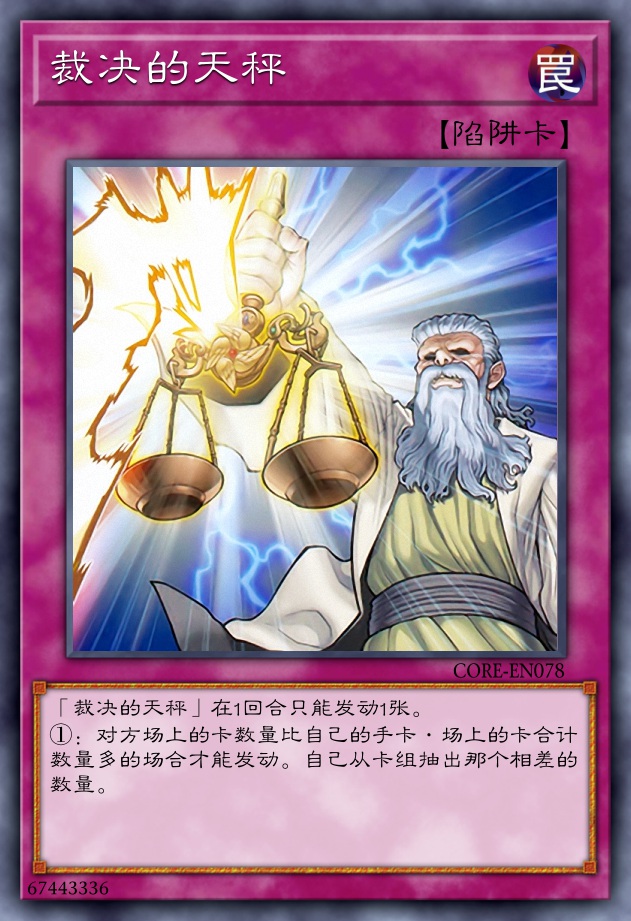 裁决的天秤
罠
【陷阱卡】
CORE-EN078
「裁决的天秤」在1回合只能发动1张。
①：对方场上的卡数量比自己的手卡·场上的卡合计
数量多的场合才能发动。自己从卡组抽出那个相差的
数量。
67443336